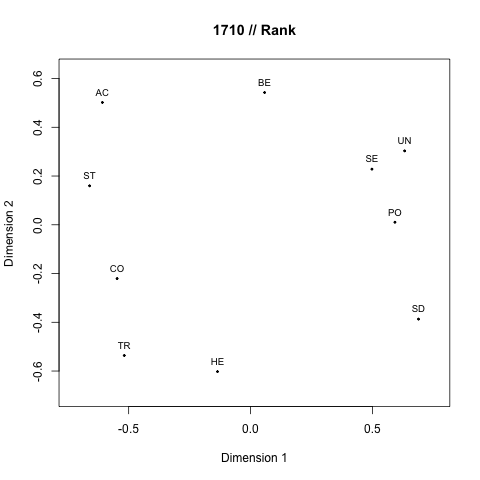 1710 // Rank
BE
AC
UN
SE
ST
PO
CO
SD
TR
HE
Dimension 2
0.6
0.4
0.2
0.0
-0.2
-0.4
-0.6
-0.5
0.0
0.5
Dimension 1